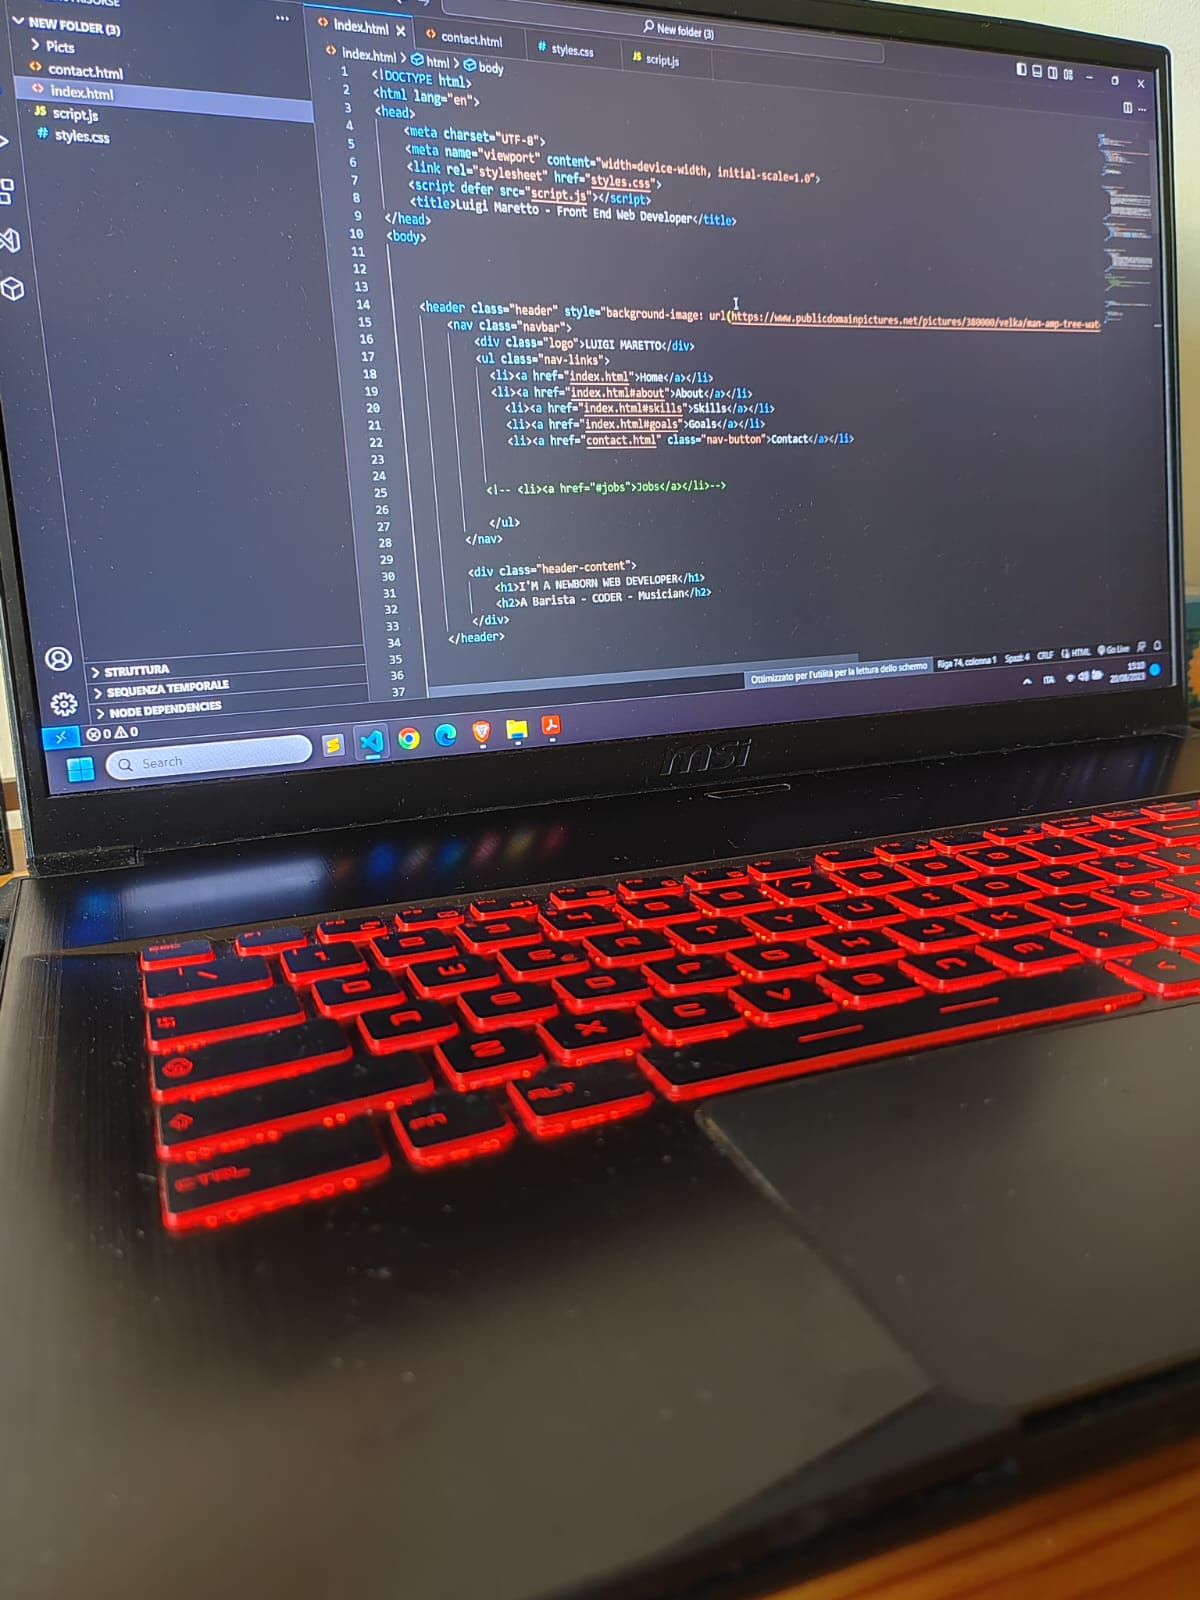 NEW FOLDER (3)
Picts
contact.html
index.html
JS script.js
# styles.css
STRUTTURA
SEQUENZA TEMPORALE
NODE DEPENDENCIES
New folder (3)
index.html
contact.html
# styles.css
JS script.js
index.html > html > body
1 <!DOCTYPE html>
2 <html lang="en">
3 <head>
4 <meta charset="UTF-8">
5 <meta name="viewport" content="width=device-width, initial-scale=1.0">
6 <link rel="stylesheet" href="styles.css">
7 <script defer src="script.js"></script>
8 <title>Luigi Maretto - Front End Web Developer</title>
9 </head>
10 <body>
11
12
13
14 <header class="header" style="background-image: url(https://www.publicdomainpictures.net/pictures/380000/velka/man-amp-tree-wat
15 <nav class="navbar">
16 <div class="logo">LUIGI MARETTO</div>
17 <ul class="nav-links">
18 <li><a href="index.html">Home</a></li>
19 <li><a href="index.html#about">About</a></li>
20 <li><a href="index.html#skills">Skills</a></li>
21 <li><a href="index.html#goals">Goals</a></li>
22 <li><a href="contact.html" class="nav-button">Contact</a></li>
23
24
25 <!-- <li><a href="#jobs">Jobs</a></li>-->
26
27 </ul>
28 </nav>
29
30 <div class="header-content">
31 <h1>I'M A NEWBORN WEB DEVELOPER</h1>
32 <h2>A Barista - CODER - Musician</h2>
33 </div>
34 </header>
35
36
37
0 0
Ottimizzato per l'utilità per la lettura dello schermo
Riga 74, colonna 1 Spazi: 4 CRLF HTML Go Live
Search
ITA
15:10
20/08/2023
msi
ESC
ALT
FN
CTRL